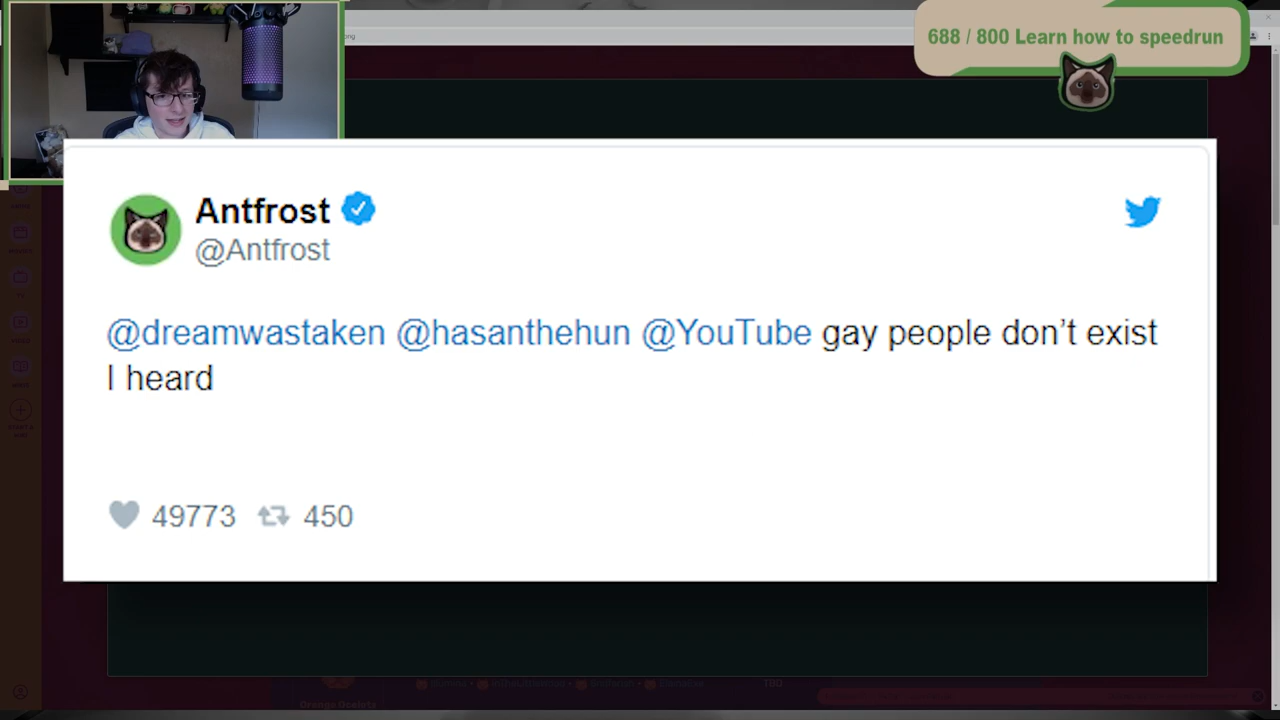 688 / 800 Learn how to speedrun
Antfrost
@Antfrost
@dreamwastaken @hasanthehun @YouTube gay people don’t exist
I heard
49773 450